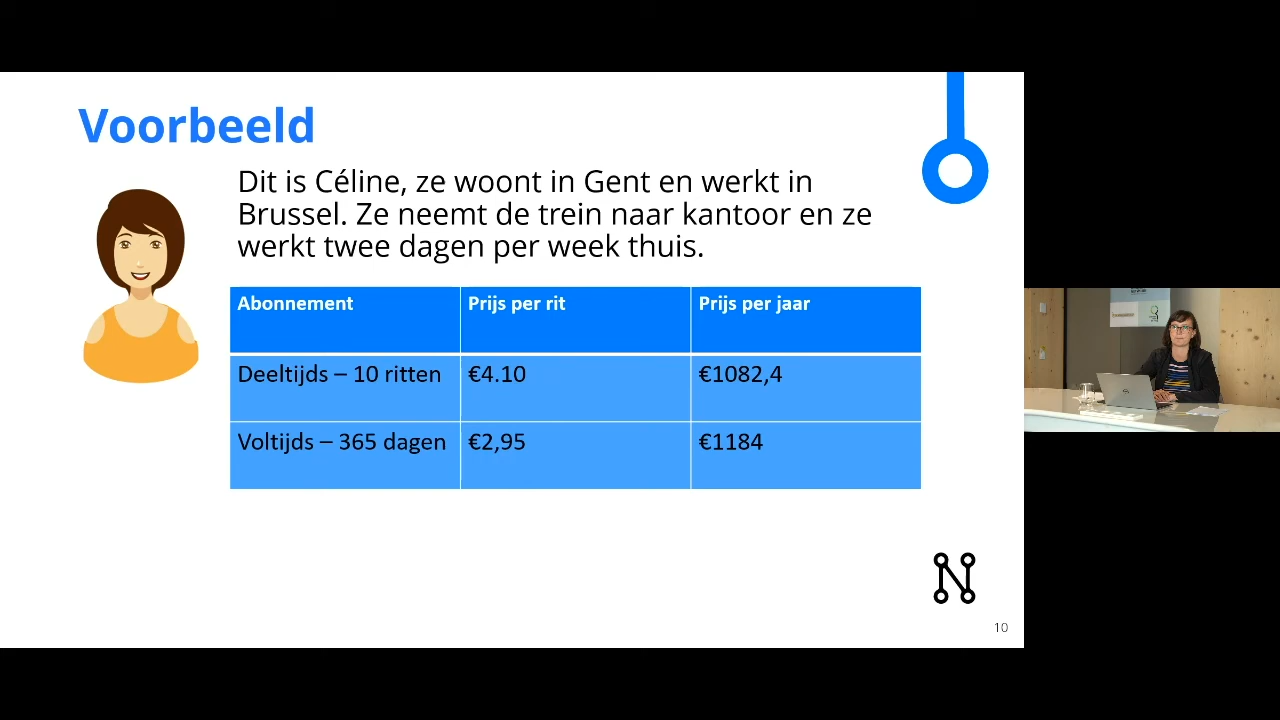 Voorbeeld
Dit is Céline, ze woont in Gent en werkt in
Brussel. Ze neemt de trein naar kantoor en ze
werkt twee dagen per week thuis.
Abonnement Prijs per rit Prijs per jaar
Deeltijds – 10 ritten €4.10 €1082,4
Voltijds – 365 dagen €2,95 €1184
10